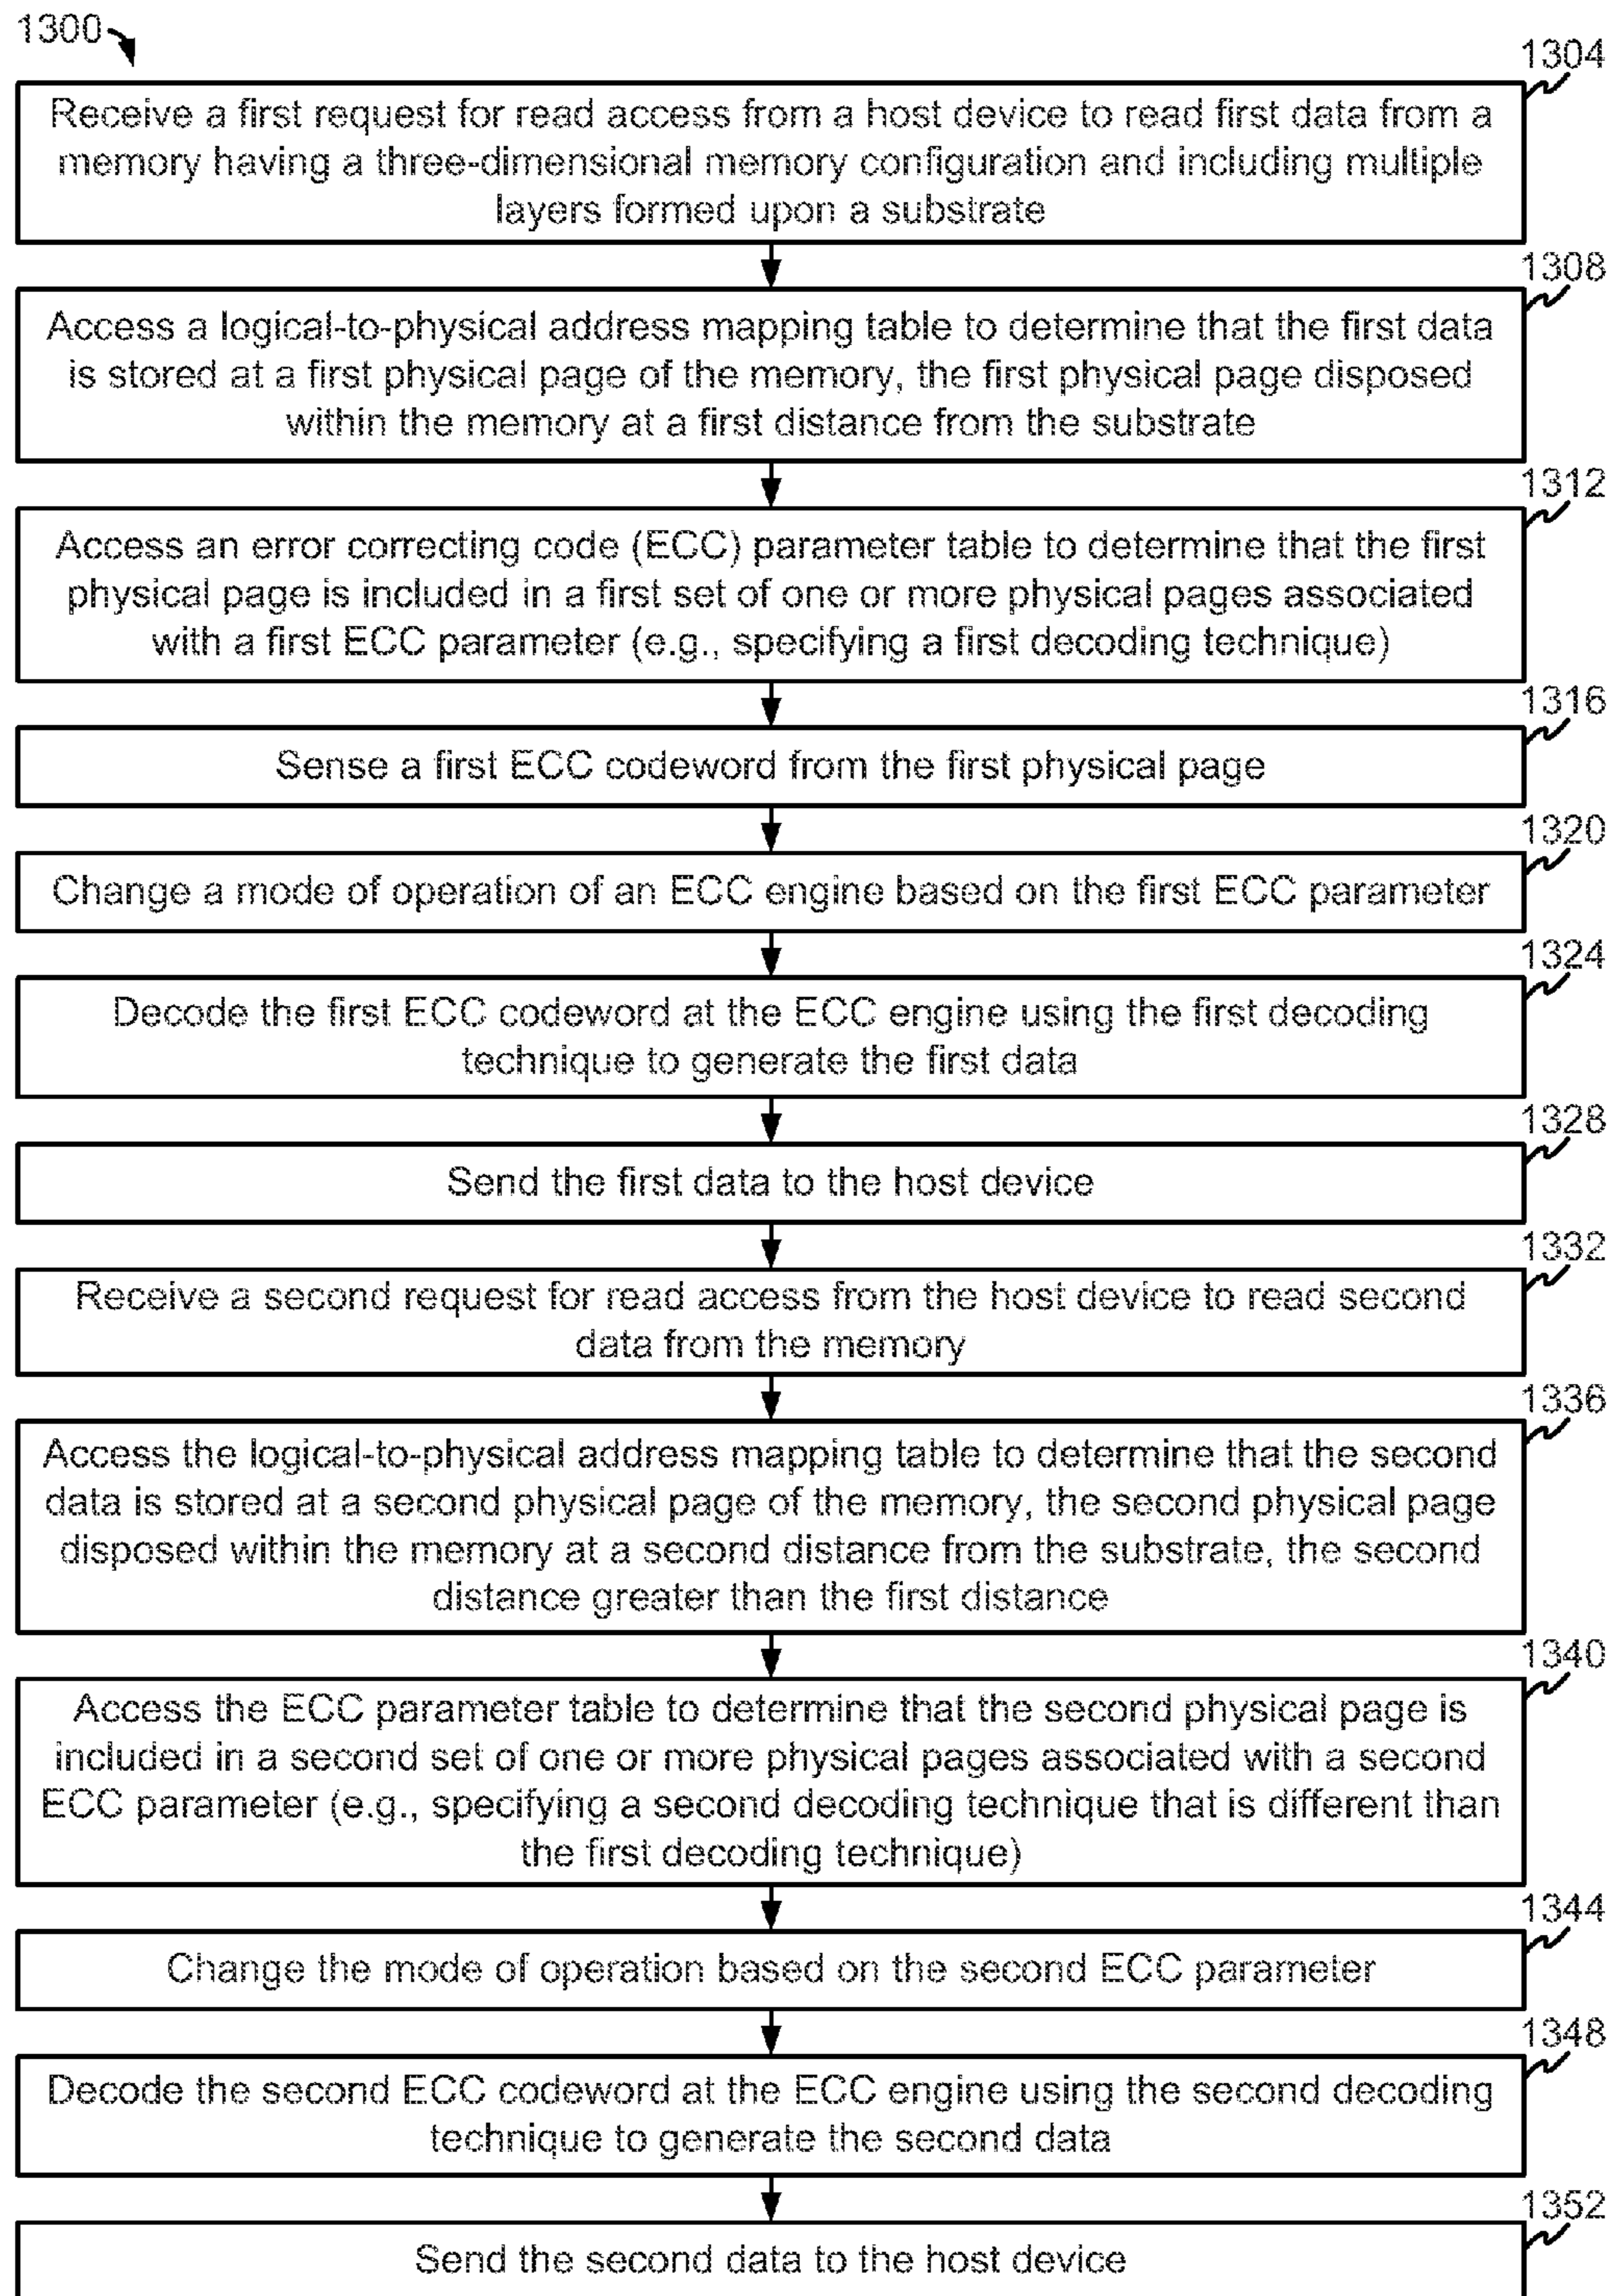 1300
1304
Receive a first request for read access from a host device to read first data from a
memory having a three-dimensional memory configuration and including multiple
layers formed upon a substrate
1308
Access a logical-to-physical address mapping table to determine that the first data
is stored at a first physical page of the memory, the first physical page disposed
within the memory at a first distance from the substrate
1312
Access an error correcting code (ECC) parameter table to determine that the first
physical page is included in a first set of one or more physical pages associated
with a first ECC parameter (e.g., specifying a first decoding technique)
1316
Sense a first ECC codeword from the first physical page
1320
Change a mode of operation of an ECC engine based on the first ECC parameter
1324
Decode the first ECC codeword at the ECC engine using the first decoding
technique to generate the first data
1328
Send the first data to the host device
1332
Receive a second request for read access from the host device to read second
data from the memory
1336
Access the logical-to-physical address mapping table to determine that the second
data is stored at a second physical page of the memory, the second physical page
disposed within the memory at a second distance from the substrate, the second
distance greater than the first distance
1340
Access the ECC parameter table to determine that the second physical page is
included in a second set of one or more physical pages associated with a second
ECC parameter (e.g., specifying a second decoding technique that is different than
the first decoding technique)
1344
Change the mode of operation based on the second ECC parameter
1348
Decode the second ECC codeword at the ECC engine using the second decoding
technique to generate the second data
1352
Send the second data to the host device